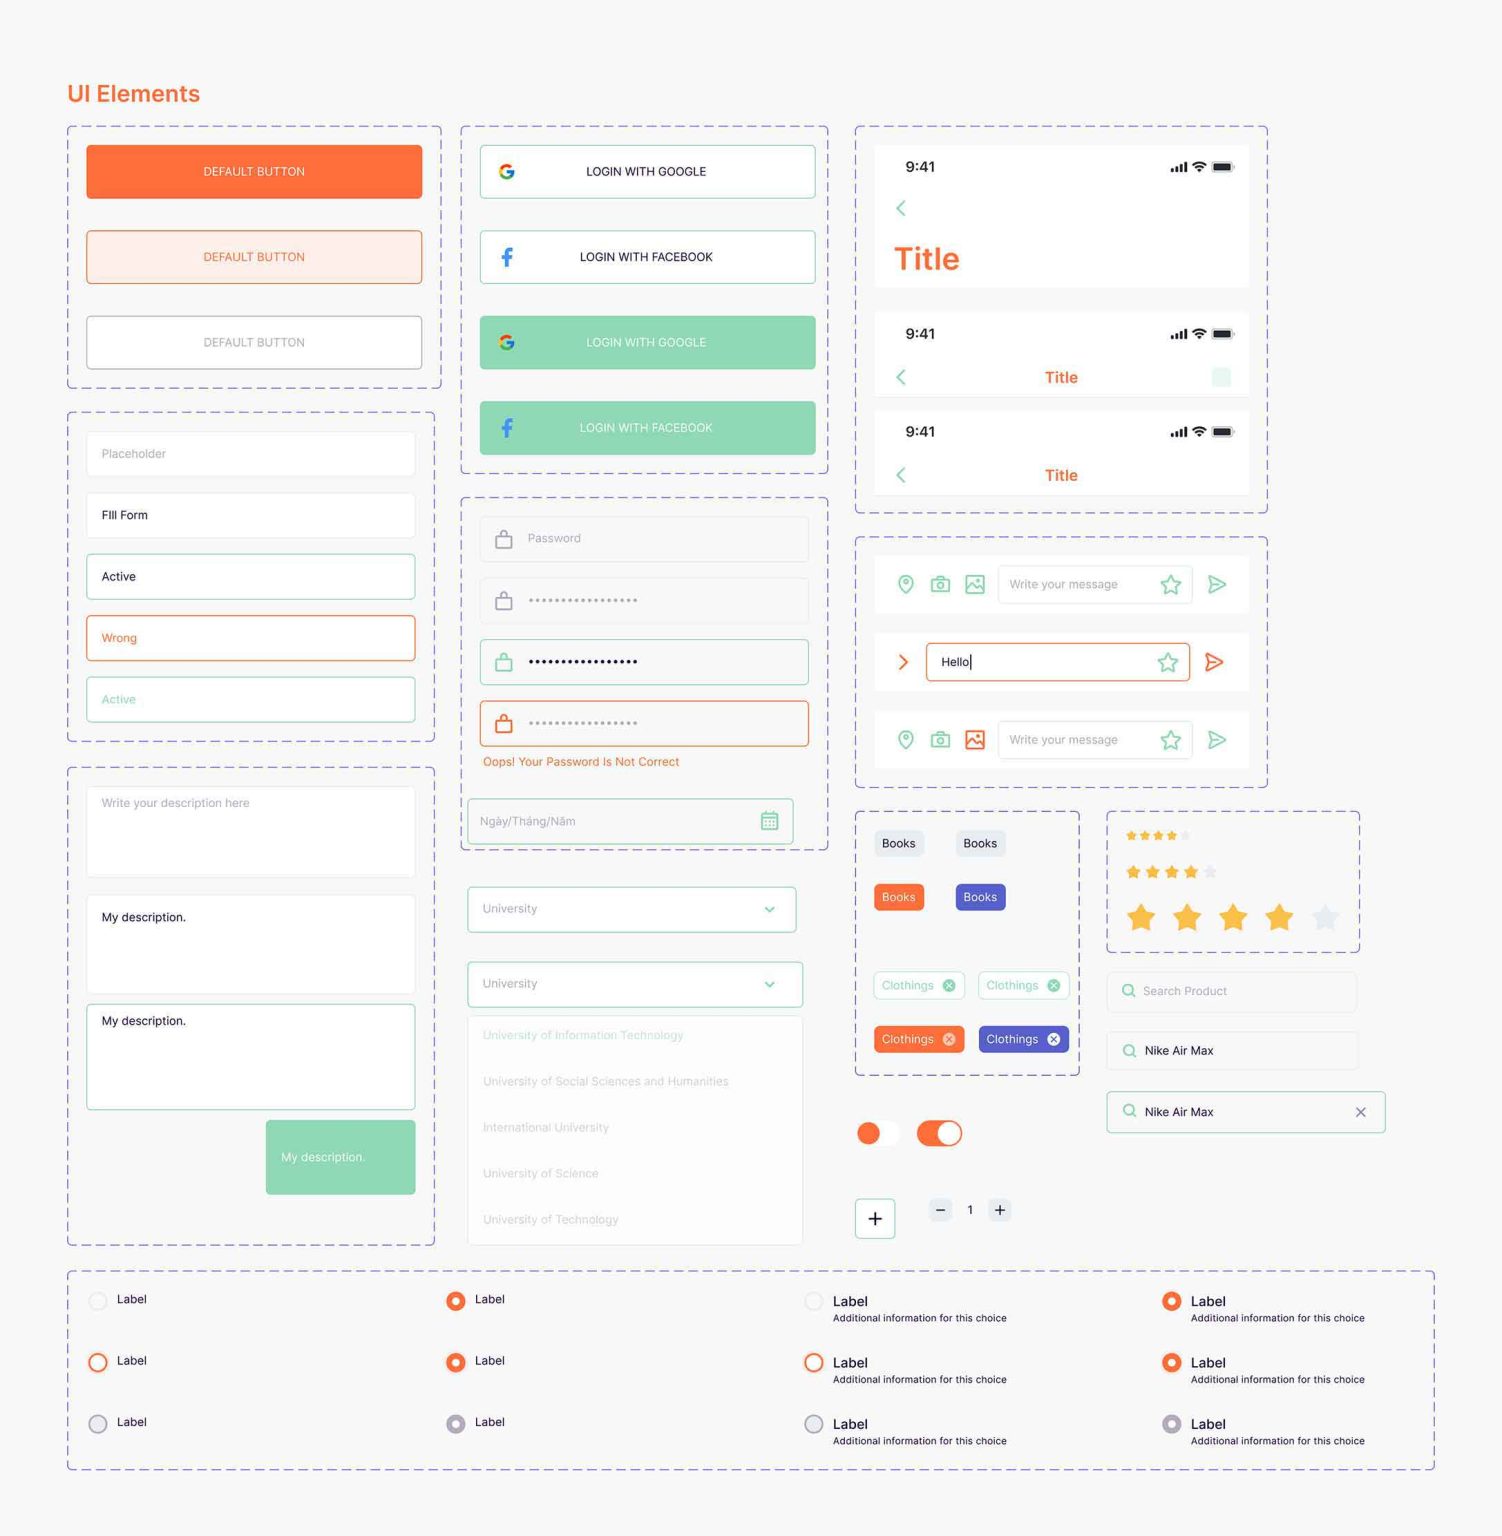 UI Elements
DEFAULT BUTTON
DEFAULT BUTTON
DEFAULT BUTTON
Placeholder
FIll Form
Active
Wrong
Active
Write your description here
My description.
My description.
My description.
LOGIN WITH GOOGLE
LOGIN WITH FACEBOOK
LOGIN WITH GOOGLE
LOGIN WITH FACEBOOK
Password
Oops! Your Password Is Not Correct
Ngày/Tháng/Năm
University
University
University of Information Technology
University of Social Sciences and Humanities
International University
University of Science
University of Technology
9:41
Title
9:41
Title
9:41
Title
Write your message
Hello
Write your message
Books Books
Books Books
Clothings Clothings
Clothings Clothings
Search Product
Nike Air Max
Nike Air Max
1
Label Label Label Label
Additional information for this choice Additional information for this choice
Label Label Label Label
Additional information for this choice Additional information for this choice
Label Label Label Label
Additional information for this choice Additional information for this choice